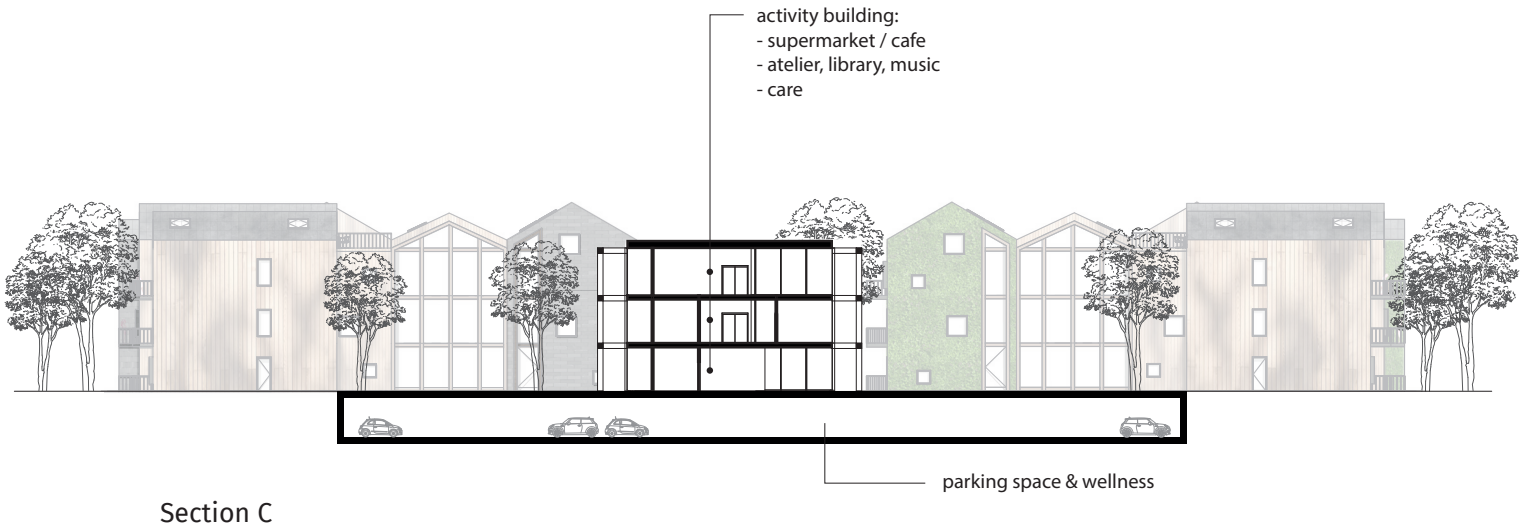 activity building:
- supermarket / cafe
- atelier, library, music
- care
parking space & wellness
Section C